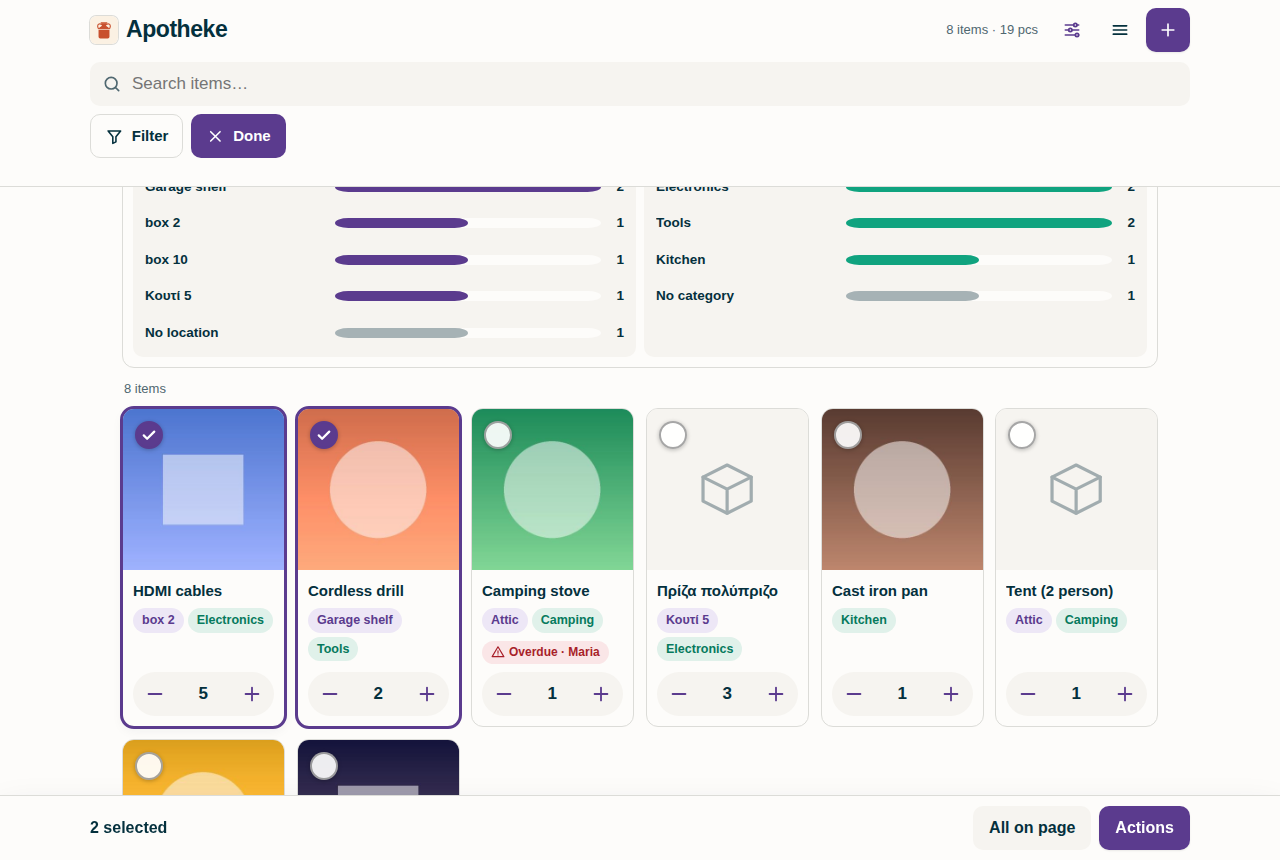 Apotheke
8 items · 19 pcs
Search items…
Filter
Done
Garage shelf 2
Electronics 2
box 2 1
Tools 2
box 10 1
Kitchen 1
Κουτί 5 1
No category 1
No location 1
8 items
HDMI cables
box 2 Electronics
5
Cordless drill
Garage shelf
Tools
2
Camping stove
Attic Camping
Overdue · Maria
1
Πρίζα πολύπριζο
Κουτί 5
Electronics
3
Cast iron pan
Kitchen
1
Tent (2 person)
Attic Camping
1
2 selected
All on page
Actions